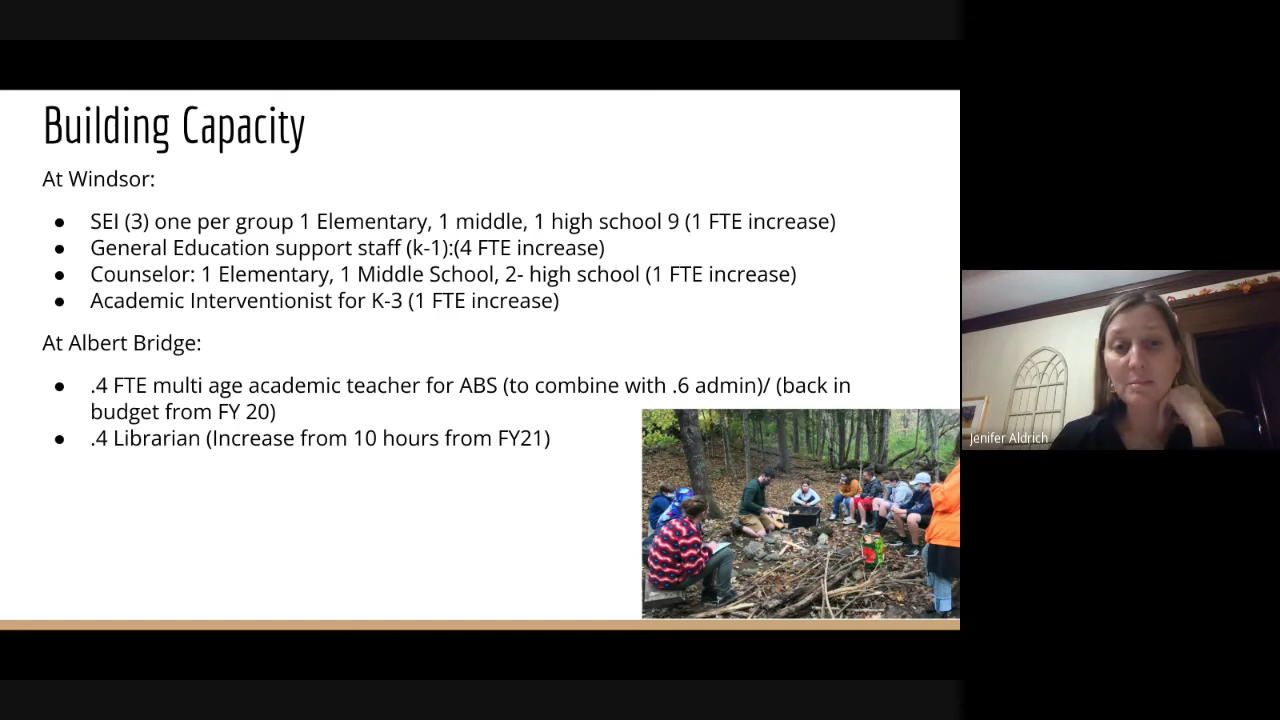 Building Capacity
At Windsor:
● SEI (3) one per group 1 Elementary, 1 middle, 1 high school 9 (1 FTE increase)
● General Education support staff (k-1):(4 FTE increase)
● Counselor: 1 Elementary, 1 Middle School, 2- high school (1 FTE increase)
● Academic Interventionist for K-3 (1 FTE increase)
At Albert Bridge:
● .4 FTE multi age academic teacher for ABS (to combine with .6 admin)/ (back in
budget from FY 20)
● .4 Librarian (Increase from 10 hours from FY21)
Jenifer Aldrich